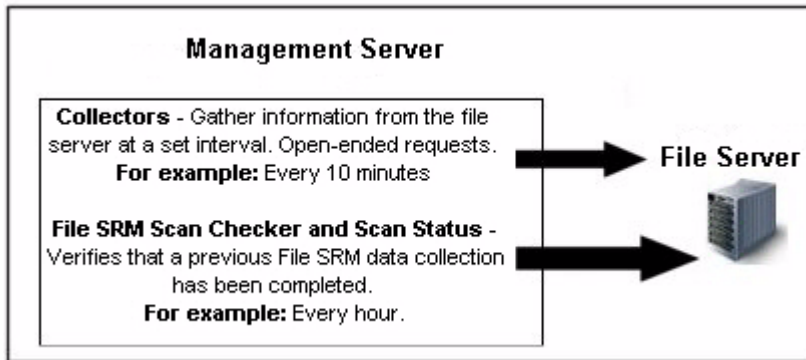 Management Server
Collectors - Gather information from the file
server at a set interval. Open-ended requests.
For example: Every 10 minutes
File Server
File SRM Scan Checker and Scan Status -
Verifies that a previous File SRM data collection
has been completed.
For example: Every hour.